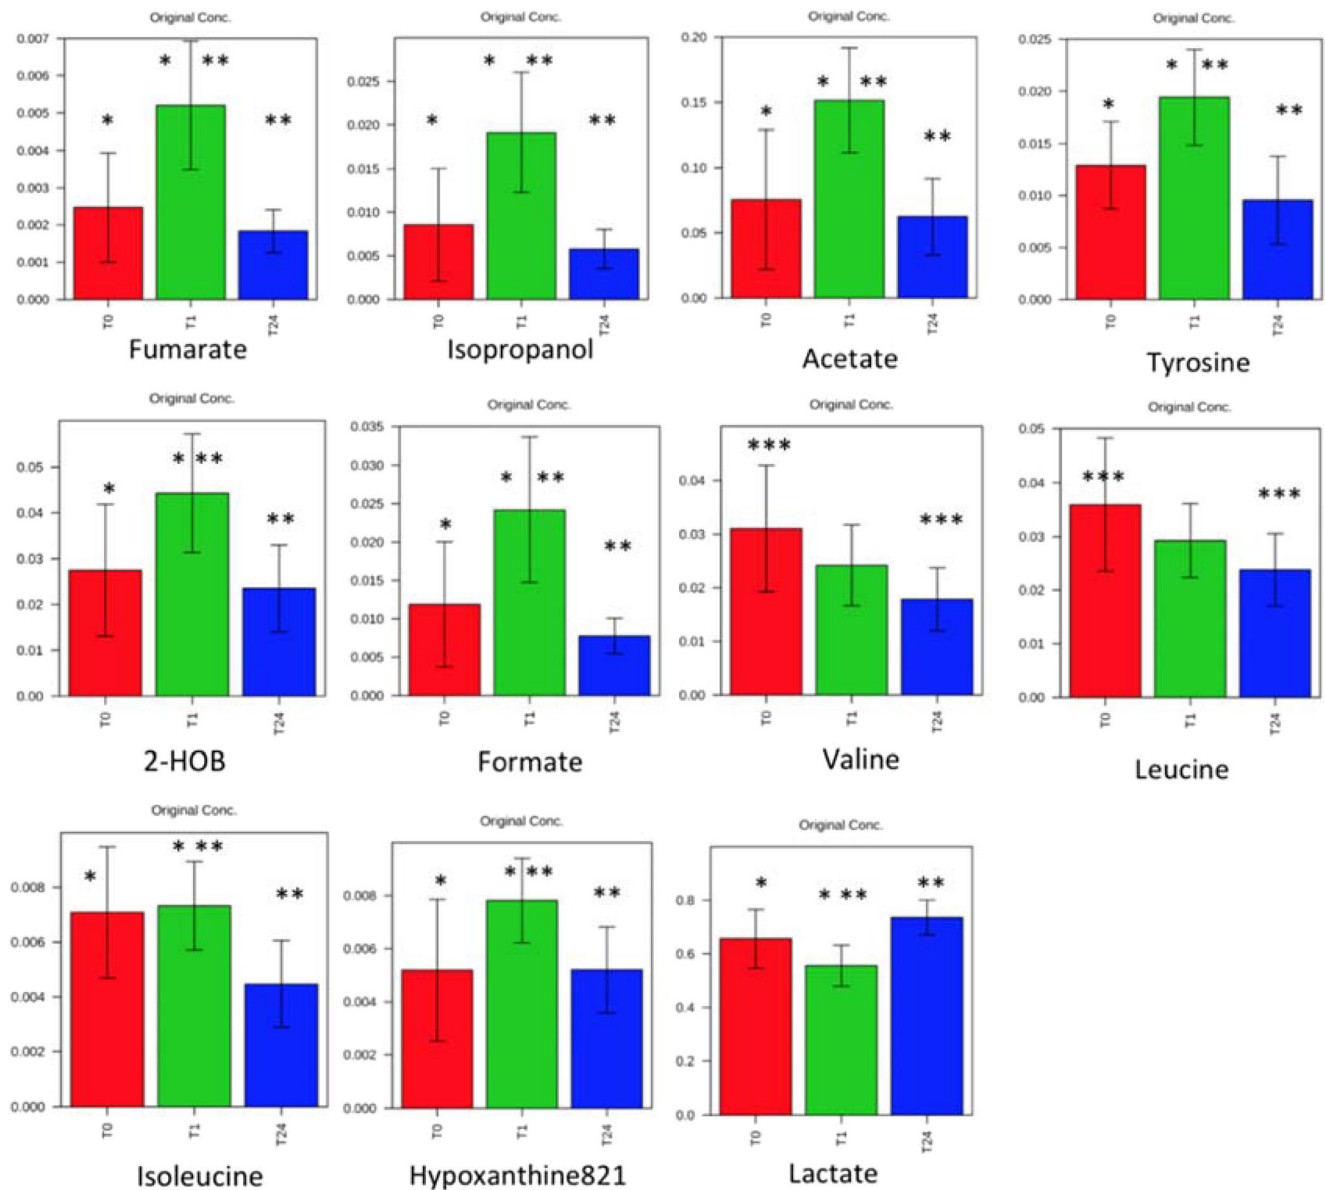 Original Conc.
0.007
0.006
0.005
0.004
0.003
0.002
0.001
0.000
* * ** **
T0 T1 T24
Fumarate
Original Conc.
0.025
0.020
0.015
0.010
0.005
0.000
* * ** **
T0 T1 T24
Isopropanol
Original Conc.
0.20
0.15
0.10
0.05
0.00
* * ** **
T0 T1 T24
Acetate
Original Conc.
0.025
0.020
0.015
0.010
0.005
0.000
* * ** **
T0 T1 T24
Tyrosine
Original Conc.
0.05
0.04
0.03
0.02
0.01
0.00
* * ** **
T0 T1 T24
2-HOB
Original Conc.
0.035
0.030
0.025
0.020
0.015
0.010
0.005
0.000
* * ** **
T0 T1 T24
Formate
Original Conc.
0.04
0.03
0.02
0.01
0.00
*** ***
T0 T1 T24
Valine
Original Conc.
0.05
0.04
0.03
0.02
0.01
0.00
*** ***
T0 T1 T24
Leucine
Original Conc.
0.008
0.006
0.004
0.002
0.000
* * ** **
T0 T1 T24
Isoleucine
Original Conc.
0.008
0.006
0.004
0.002
0.000
* * ** **
T0 T1 T24
Hypoxanthine821
Original Conc.
0.8
0.6
0.4
0.2
0.0
* * ** **
T0 T1 T24
Lactate